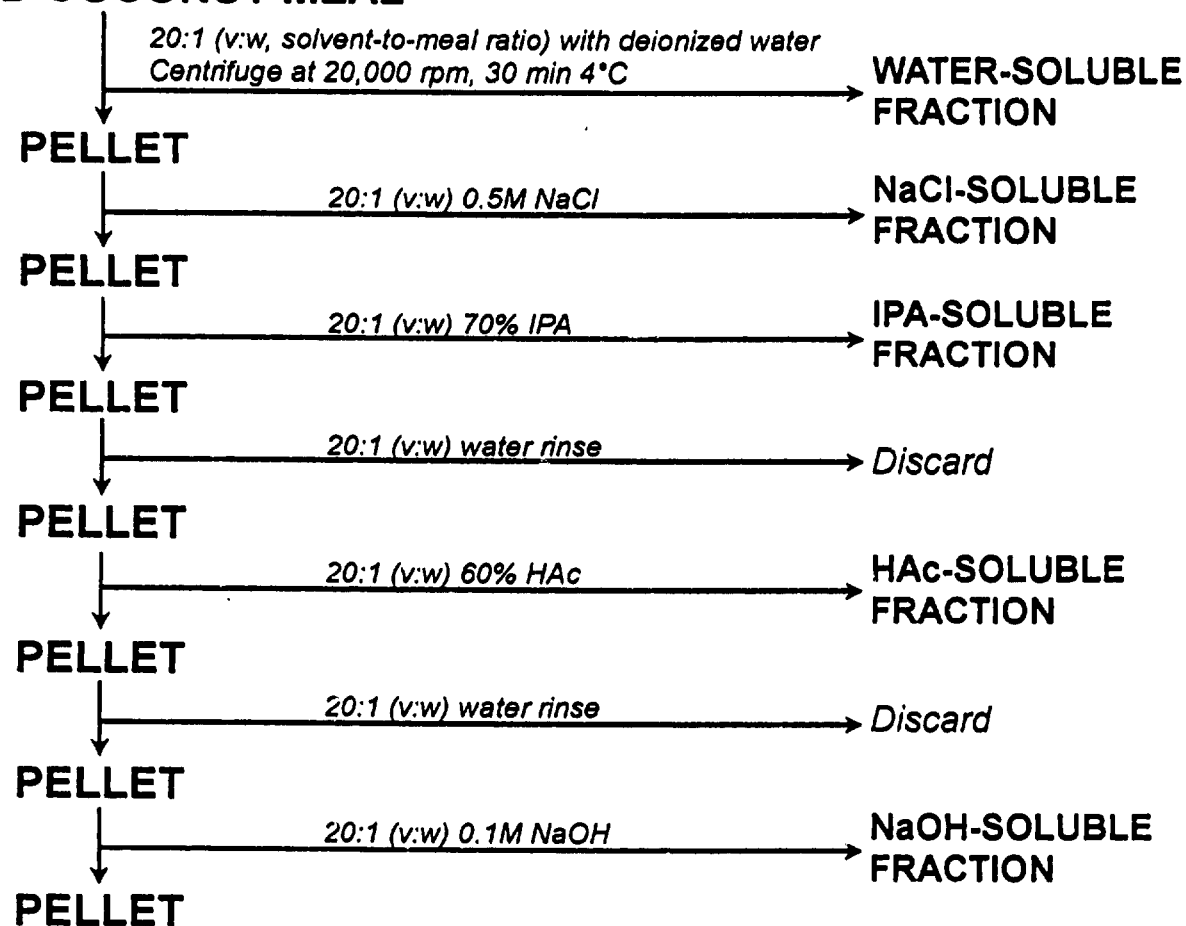 20:1 (v:w, solvent-to-meal ratio) with deionized water
Centrifuge at 20,000 rpm, 30 min 4°C
WATER-SOLUBLE
FRACTION
PELLET
20:1 (v:w) 0.5M NaCl
NaCl-SOLUBLE
FRACTION
PELLET
20:1 (v:w) 70% IPA
IPA-SOLUBLE
FRACTION
PELLET
20:1 (v:w) water rinse
Discard
PELLET
20:1 (v:w) 60% HAc
HAc-SOLUBLE
FRACTION
PELLET
20:1 (v:w) water rinse
Discard
PELLET
20:1 (v:w) 0.1M NaOH
NaOH-SOLUBLE
FRACTION
PELLET